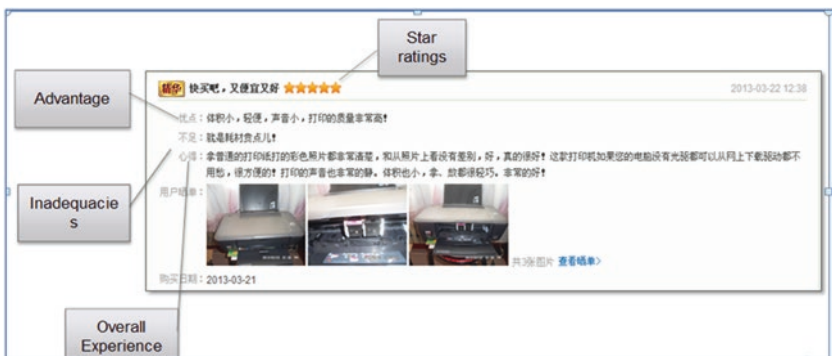 Star
ratings
Advantage
精华 快买吧，又便宜又好
2013-03-22 12:38
优点：体积小，轻便，声音小，打印的质量非常高！
不足：就是耗材贵点儿！
心得：拿普通的打印纸打的彩色照片都非常清楚，和从照片上看没有差别，好，真的很好！这款打印机如果您的电脑没有光驱都可以从网上下载驱动都不
用愁，很方便的！打印的声音也非常的静。体积也小，拿、放都很轻巧。非常的好！
Inadequacie
s
用户晒单：
共3张图片 查看晒单>
购买日期：2013-03-21
Overall
Experience